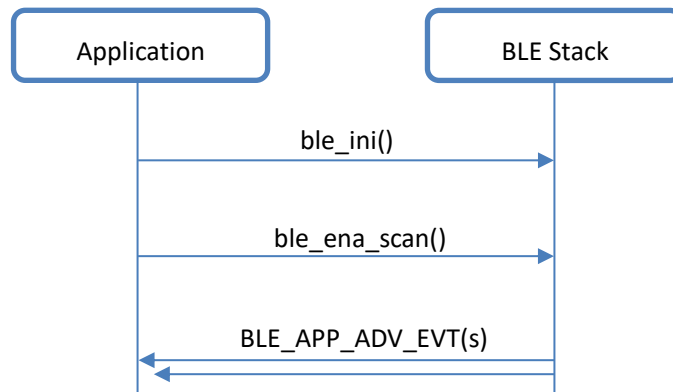 Application
BLE Stack
ble_ini()
ble_ena_scan()
BLE_APP_ADV_EVT(s)